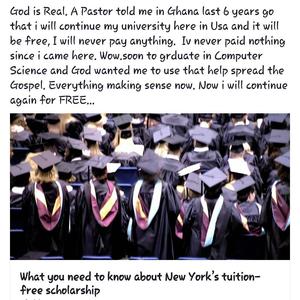 God is Real. A Pastor told me in Ghana last 6 years go
that i will continue my university here in Usa and it will
be free, I will never pay anything. Iv never paid nothing
since i came here. Wow.soon to grduate in Computer
Science and God wanted me to use that help spread the
Gospel. Everything making sense now. Now i will continue
again for FREE...
What you need to know about New York's tuition-
free scholarship